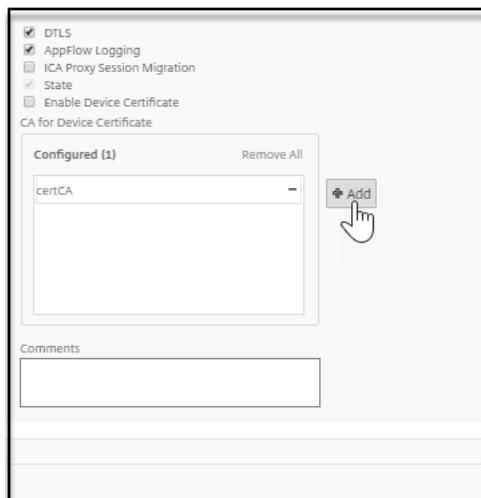 DTLS
AppFlow Logging
ICA Proxy Session Migration
State
Enable Device Certificate
CA for Device Certificate
Configured (1) Remove All
certCA
Add
Comments